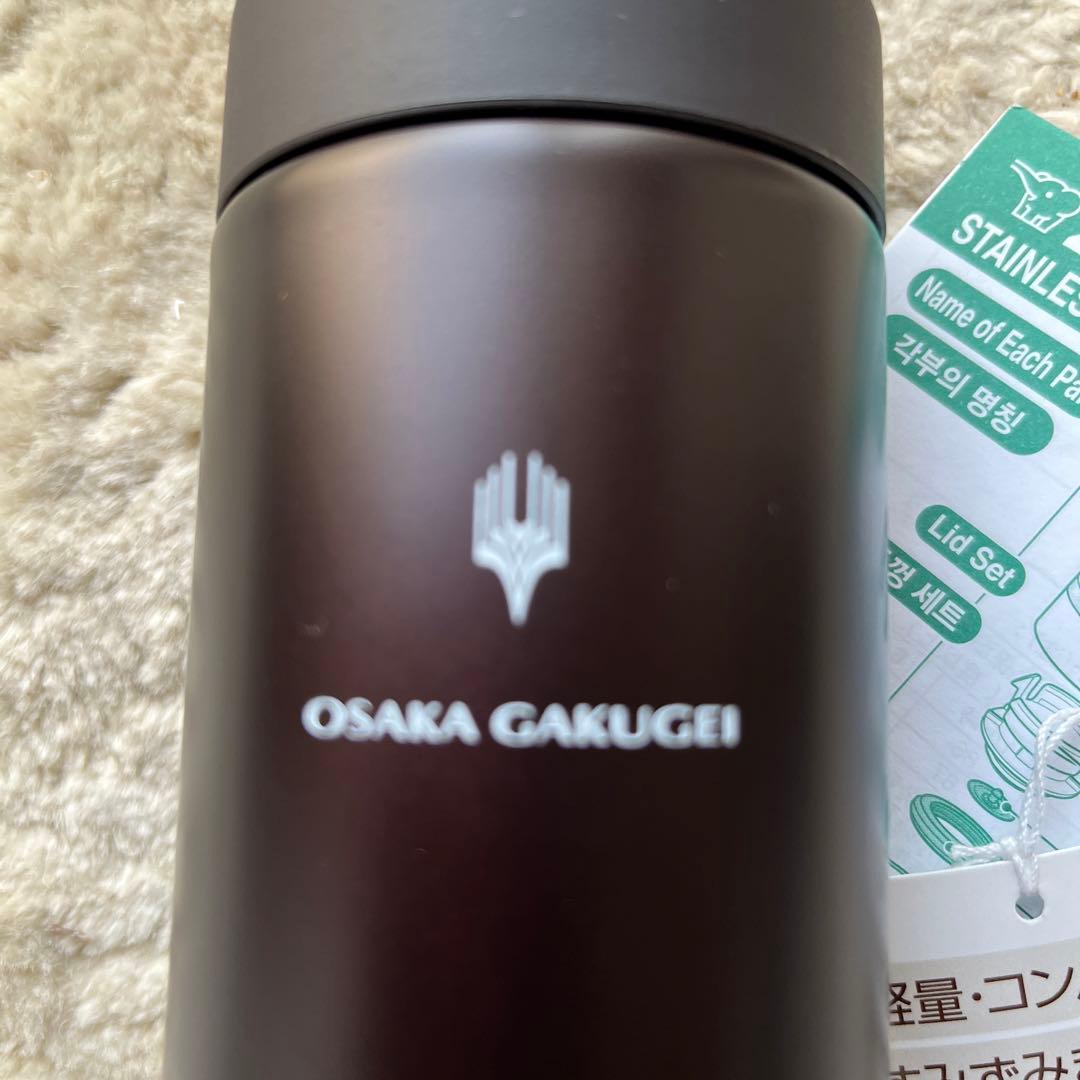 OSAKA GAKUGEI
STAINLES
Name of Each Pa
각부의 명칭
Lid Set
세트
軽量・コン